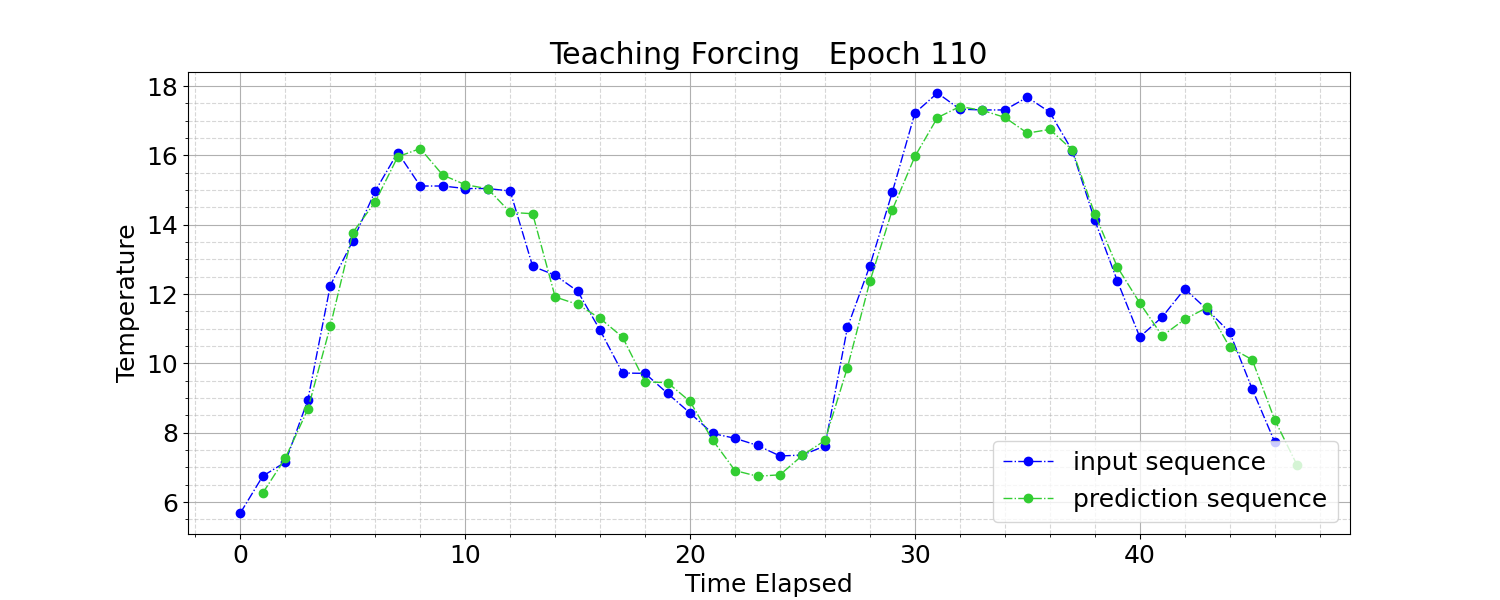 Teaching Forcing   Epoch 110
18
16
14
12
10
8
6
Temperature
0 10 20 30 40
Time Elapsed
input sequence
prediction sequence